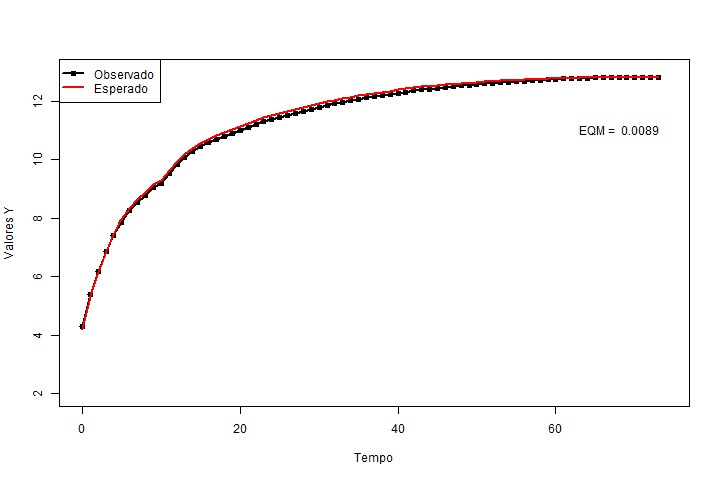 Observado
Esperado
EQM = 0.0089
Valores Y
2
4
6
8
10
12
0
20
40
60
Tempo